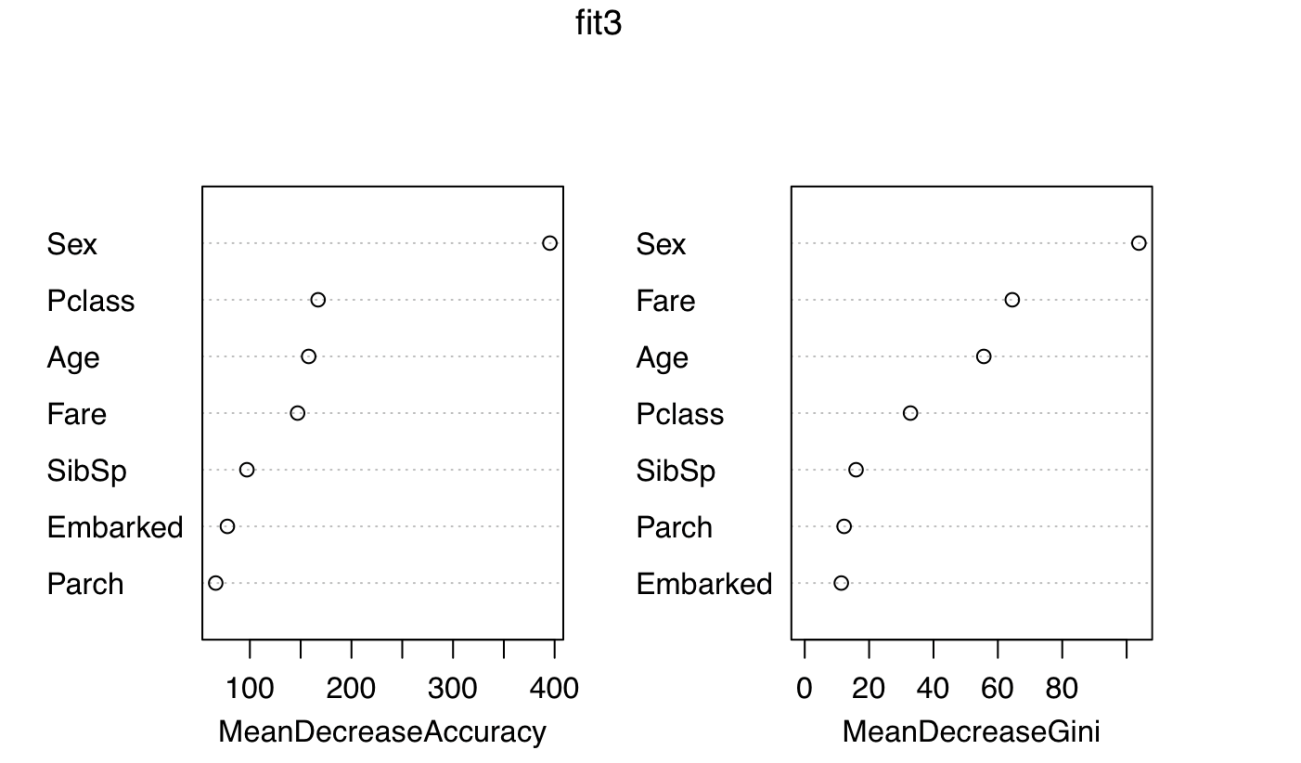 fit3
Sex
Pclass
Age
Fare
SibSp
Embarked
Parch
100 200 300 400
MeanDecreaseAccuracy
Sex
Fare
Age
Pclass
SibSp
Parch
Embarked
0 20 40 60 80
MeanDecreaseGini